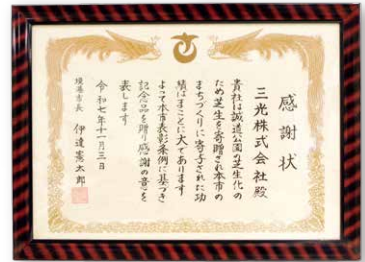 感謝状
三光株式会社殿
貴社は誠道公園の芝生化の
ため芝生を寄贈され本市の
まちづくりに寄与された功
績はまことに大であります
よって本市表彰条例に基づき
記念品を贈り感謝の意を
表します
令和七年十一月三日
境港市長 伊達憲太郎